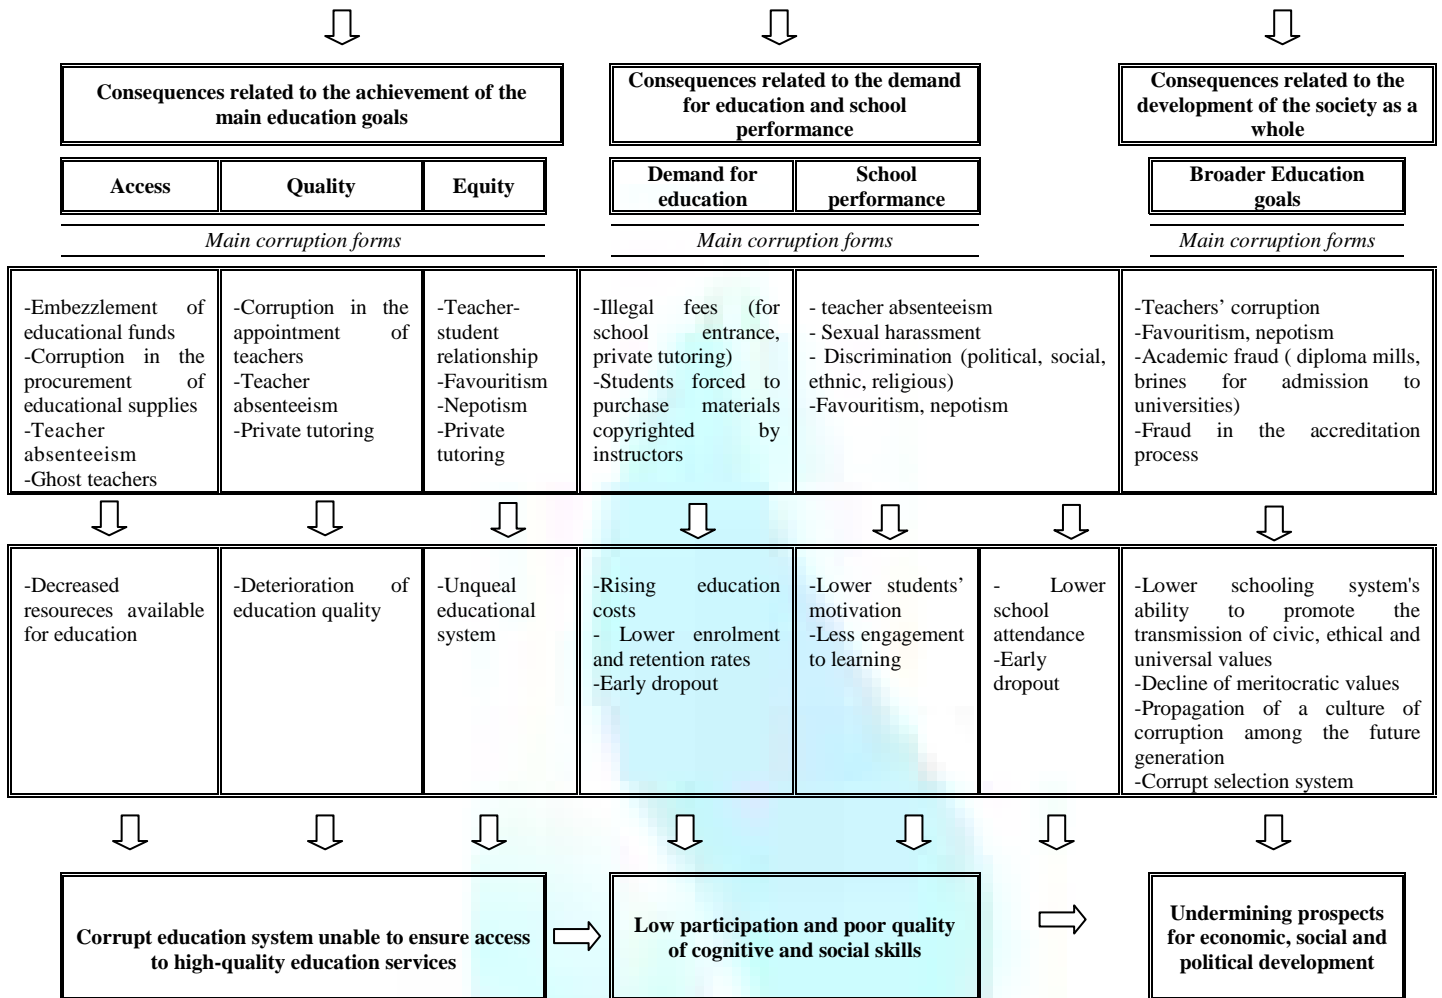 Consequences related to the achievement of the
main education goals
Consequences related to the demand
for education and school
performance
Consequences related to the
development of the society as a
whole
Access
Quality
Equity
Demand for
education
School
performance
Broader Education
goals
Main corruption forms
Main corruption forms
Main corruption forms
-Embezzlement of
educational funds
-Corruption in the
procurement of
educational supplies
-Teacher
absenteeism
-Ghost teachers
-Corruption in the
appointment of
teachers
-Teacher
absenteeism
-Private tutoring
-Teacher-
student
relationship
-Favouritism
-Nepotism
-Private
tutoring
-Illegal fees (for
school entrance,
private tutoring)
-Students forced to
purchase materials
copyrighted by
instructors
- teacher absenteeism
- Sexual harassment
- Discrimination (political, social,
ethnic, religious)
-Favouritism, nepotism
-Teachers’ corruption
-Favouritism, nepotism
-Academic fraud ( diploma mills,
brines for admission to
universities)
-Fraud in the accreditation
process
-Decreased
resoureces available
for education
-Deterioration of
education quality
-Unqueal
educational
system
-Rising education
costs
- Lower enrolment
and retention rates
-Early dropout
-Lower students’
motivation
-Less engagement
to learning
- Lower
school
attendance
-Early
dropout
-Lower schooling system's
ability to promote the
transmission of civic, ethical and
universal values
-Decline of meritocratic values
-Propagation of a culture of
corruption among the future
generation
-Corrupt selection system
Corrupt education system unable to ensure access
to high-quality education services
Low participation and poor quality
of cognitive and social skills
Undermining prospects
for economic, social and
political development